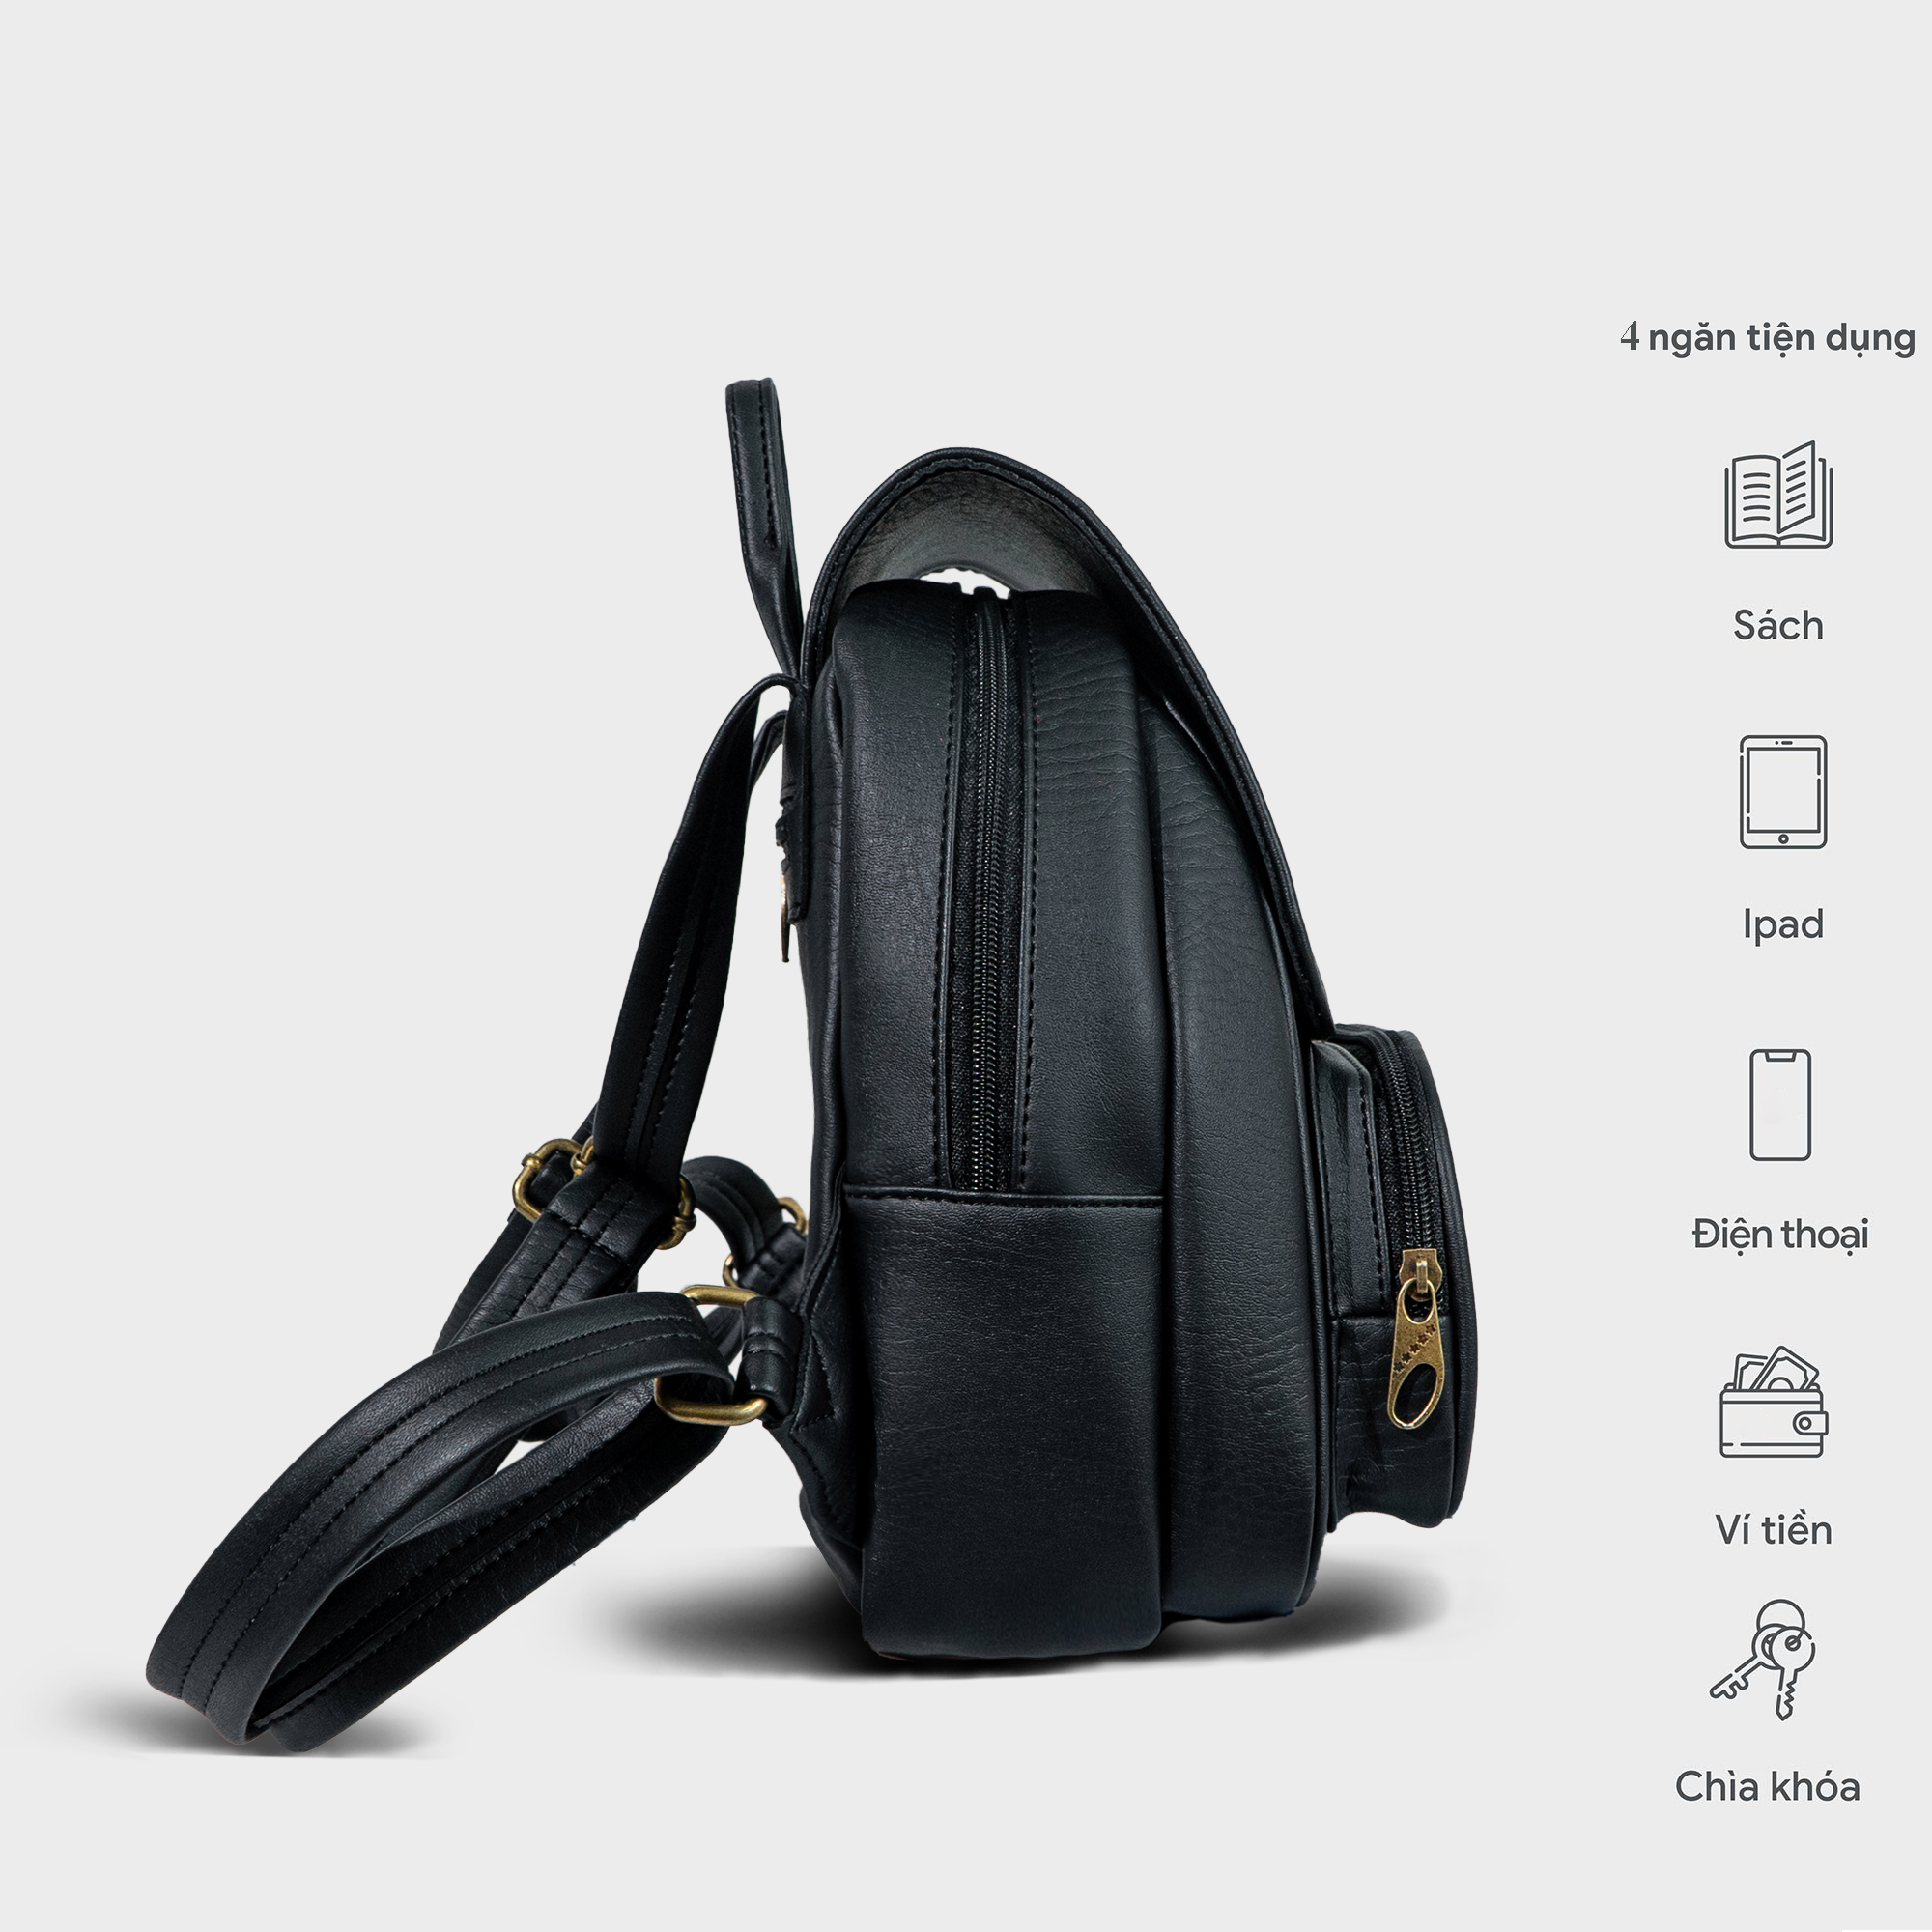 4 ngăn tiện dụng
Sách
Ipad
Điện thoại
Ví tiền
Chìa khóa